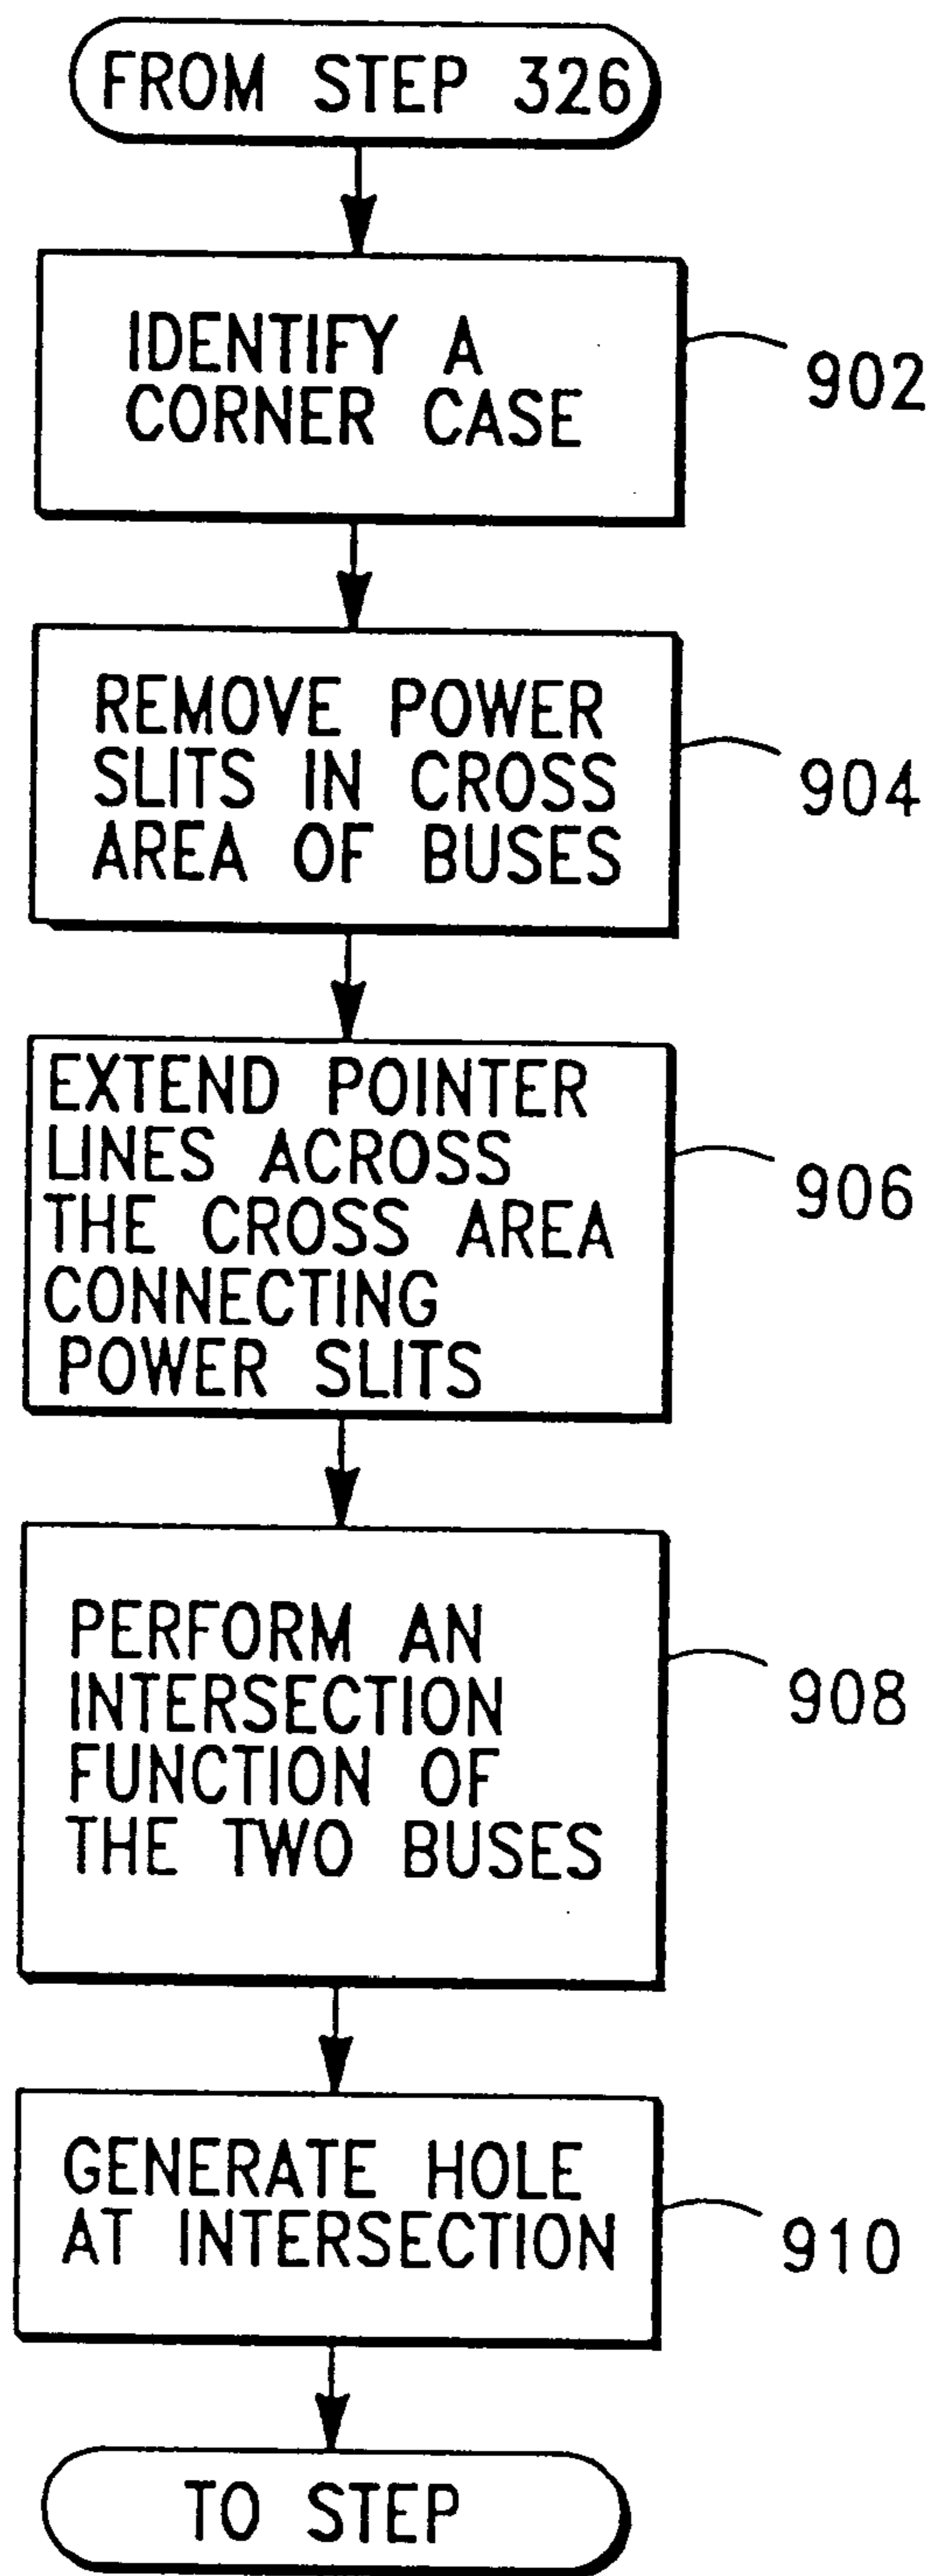 FROM STEP 326
IDENTIFY A
CORNER CASE
902
REMOVE POWER
SLITS IN CROSS
AREA OF BUSES
904
EXTEND POINTER
LINES ACROSS
THE CROSS AREA
CONNECTING
POWER SLITS
906
PERFORM AN
INTERSECTION
FUNCTION OF
THE TWO BUSES
908
GENERATE HOLE
AT INTERSECTION
910
TO STEP